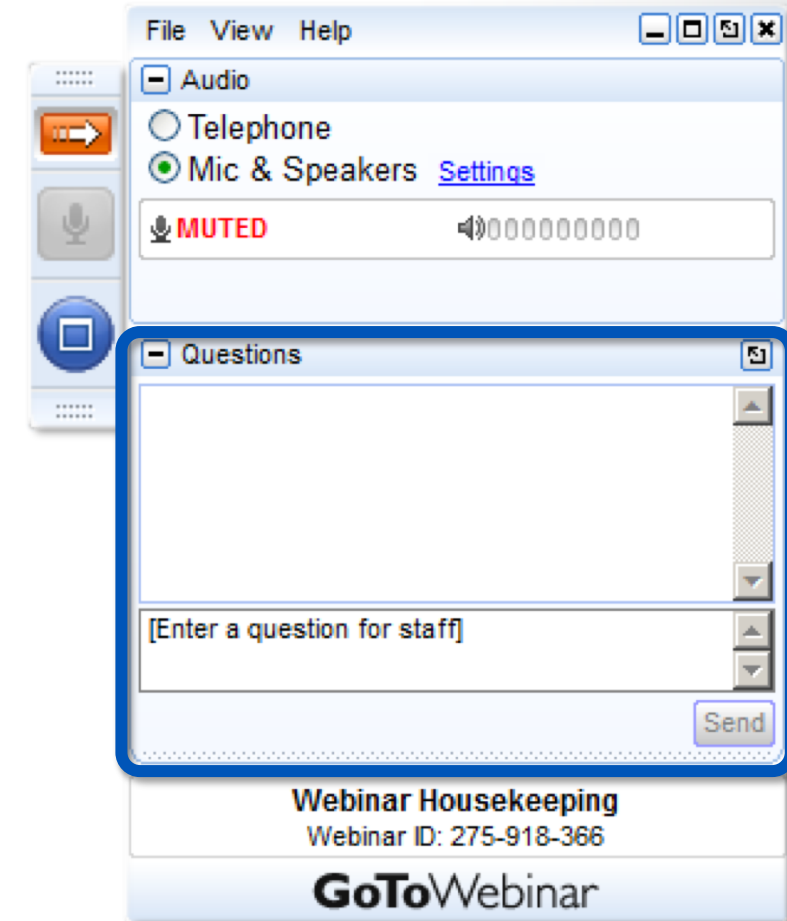 File View Help
Audio
Telephone
Mic & Speakers Settings
MUTED 000000000
Questions
[Enter a question for staff]
Send
Webinar Housekeeping
Webinar ID: 275-918-366
GoToWebinar